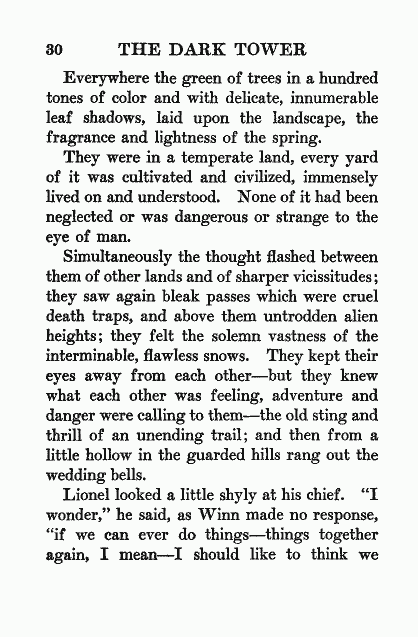 30 THE DARK TOWER
Everywhere the green of trees in a hundred
tones of color and with delicate, innumerable
leaf shadows, laid upon the landscape, the
fragrance and lightness of the spring.
They were in a temperate land, every yard
of it was cultivated and civilized, immensely
lived on and understood. None of it had been
neglected or was dangerous or strange to the
eye of man.
Simultaneously the thought flashed between
them of other lands and of sharper vicissitudes;
they saw again bleak passes which were cruel
death traps, and above them untrodden alien
heights; they felt the solemn vastness of the
interminable, flawless snows. They kept their
eyes away from each other—but they knew
what each other was feeling, adventure and
danger were calling to them—the old sting and
thrill of an unending trail; and then from a
little hollow in the guarded hills rang out the
wedding bells.
Lionel looked a little shyly at his chief. "I
wonder," he said, as Winn made no response,
"if we can ever do things—things together
again, I mean—I should like to think we